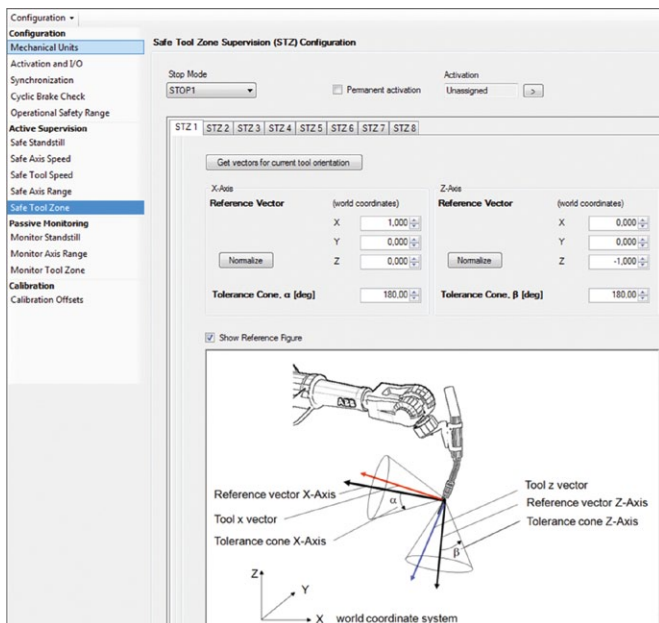 Configuration
Configuration
Mechanical Units
Activation and I/O
Synchronization
Cyclic Brake Check
Operational Safety Range
Active Supervision
Safe Standstill
Safe Axis Speed
Safe Tool Speed
Safe Axis Range
Safe Tool Zone
Passive Monitoring
Monitor Standstill
Monitor Axis Range
Monitor Tool Zone
Calibration
Calibration Offsets
Safe Tool Zone Supervision (STZ) Configuration
Stop Mode
STOP1
Permanent activation
Activation
Unassigned >
STZ 1 STZ 2 STZ 3 STZ 4 STZ 5 STZ 6 STZ 7 STZ 8
Get vectors for current tool orientation
X-Axis
Reference Vector (world coordinates)
X 1,000
Y 0,000
Normalize Z 0,000
Tolerance Cone, α [deg] 180,00
Z-Axis
Reference Vector (world coordinates)
X 0,000
Y 0,000
Normalize Z -1,000
Tolerance Cone, β [deg] 180,00
Show Reference Figure
ABB
Reference vector X-Axis
Tool x vector
Tolerance cone X-Axis
α
Tool z vector
Reference vector Z-Axis
Tolerance cone Z-Axis
β
Z
Y
X world coordinate system